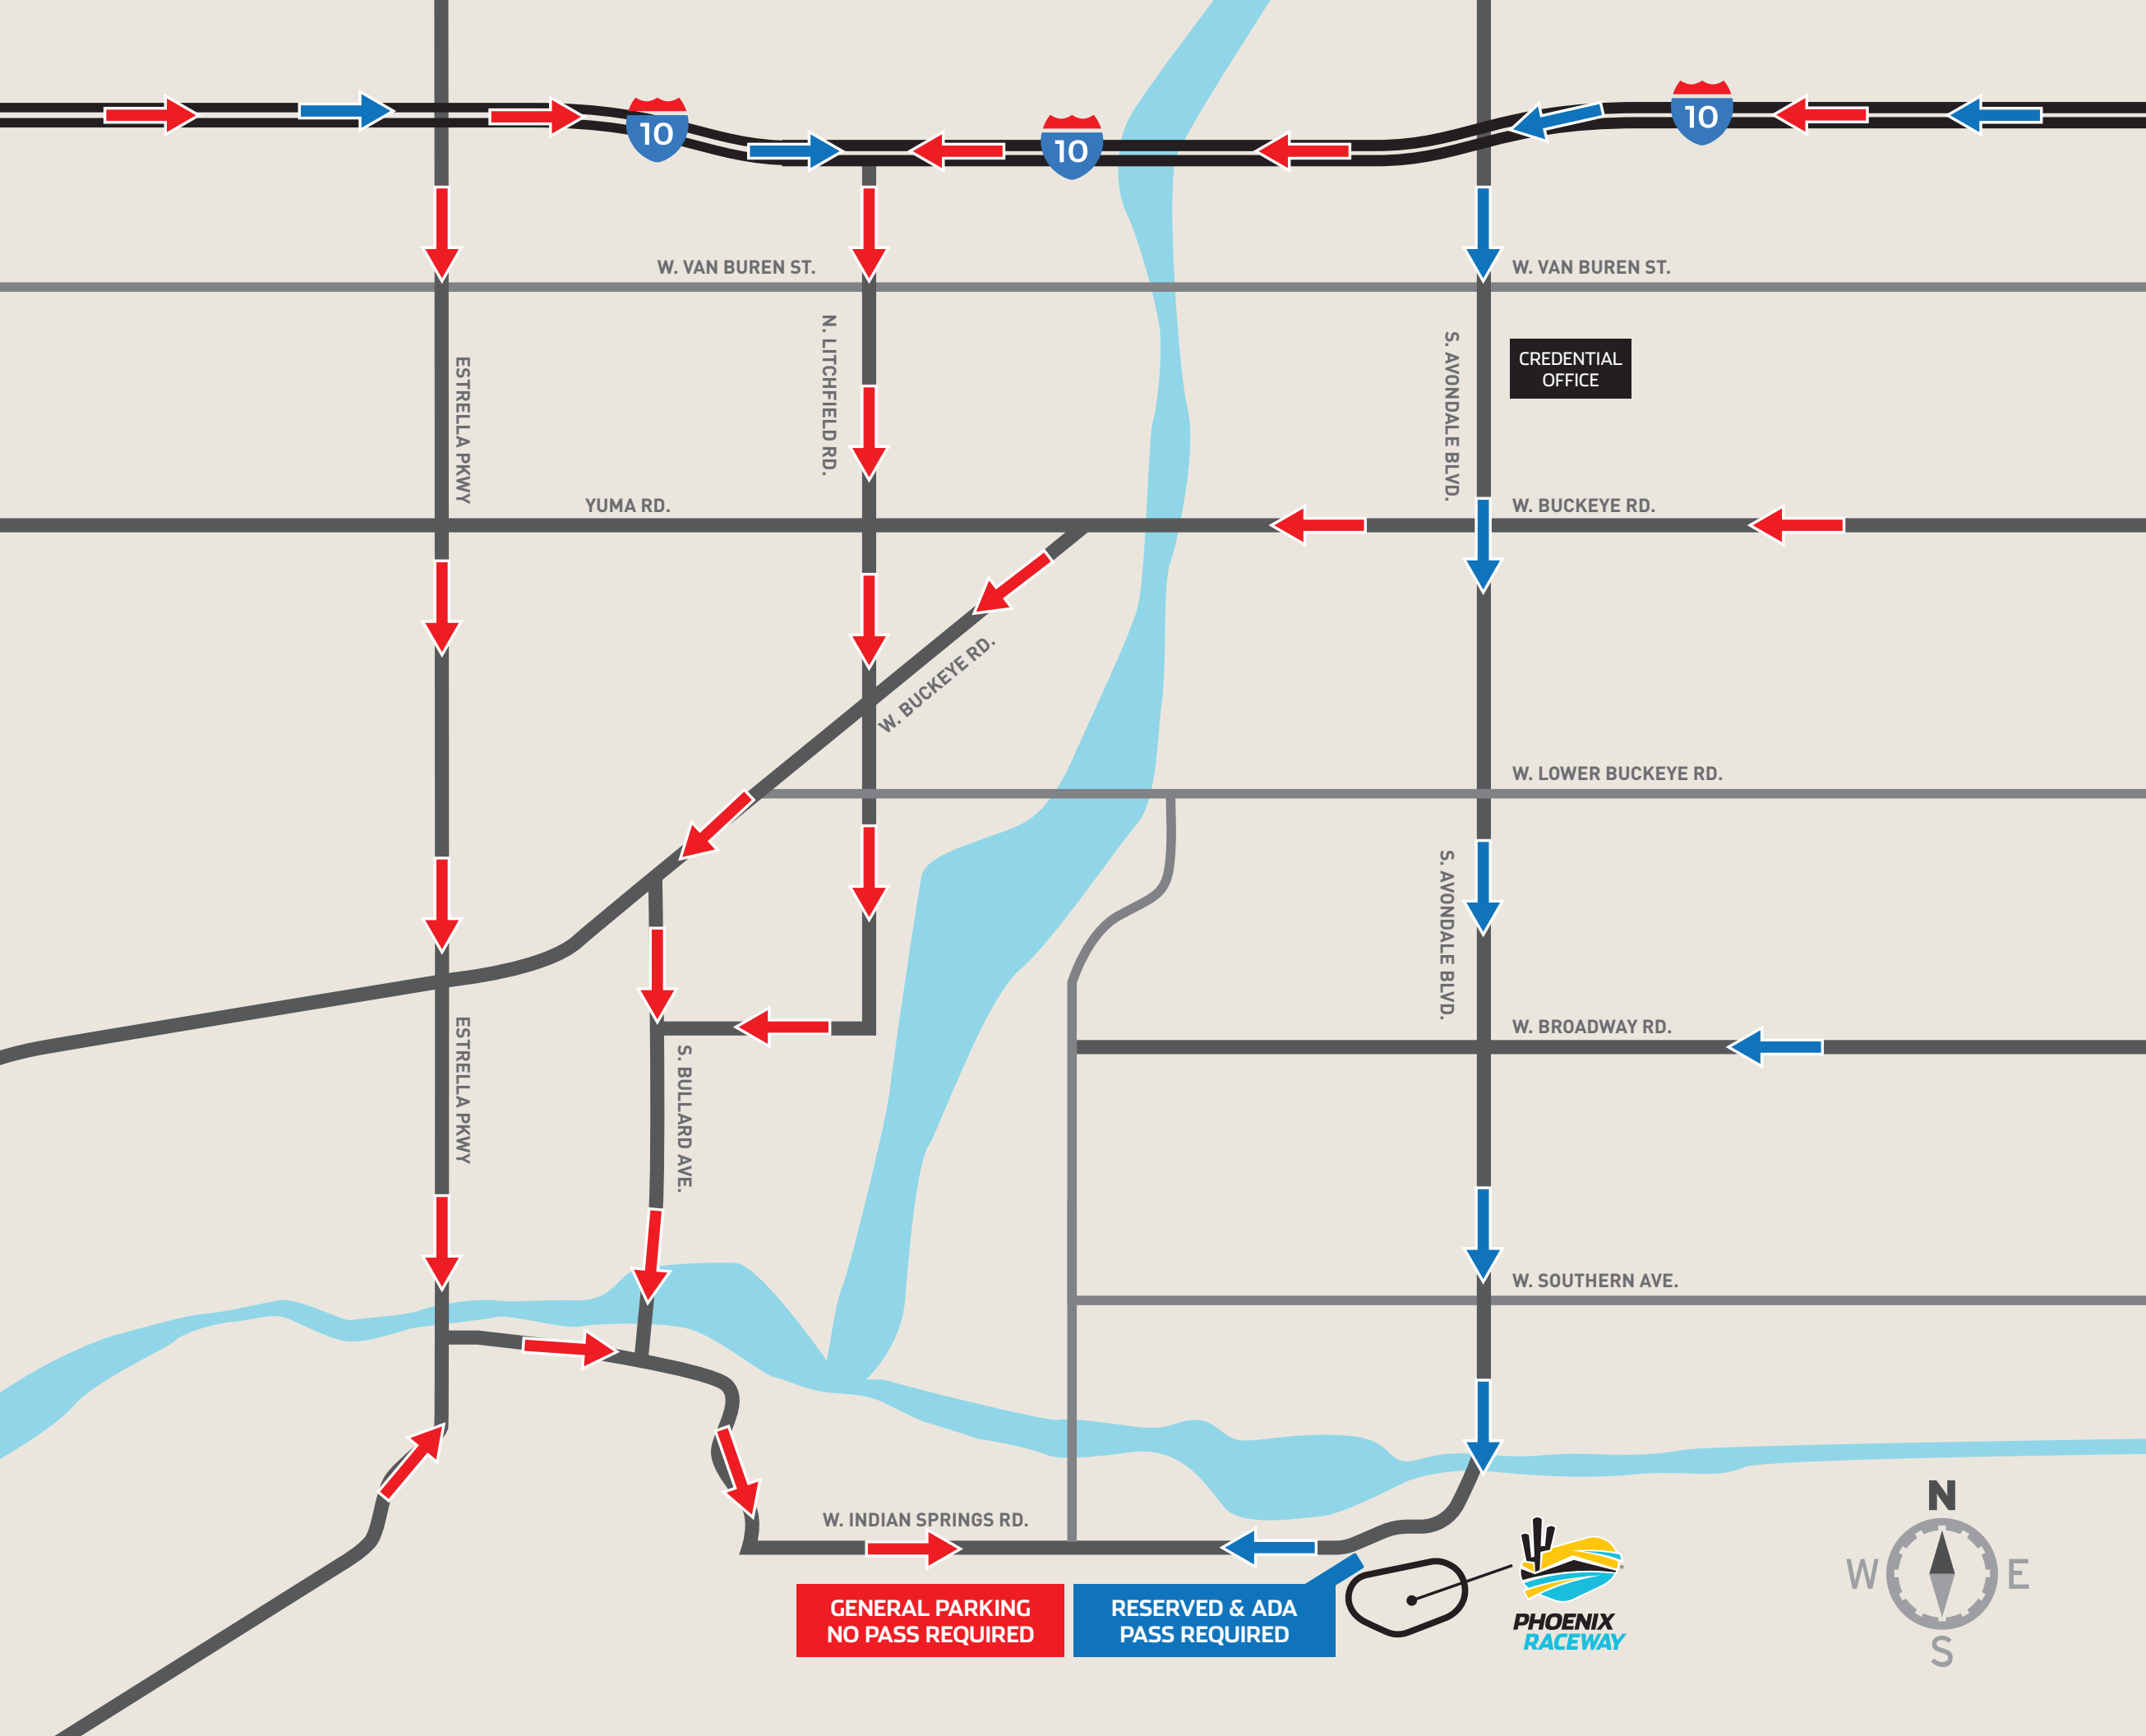 10
10
10
W. VAN BUREN ST.
W. VAN BUREN ST.
N. LITCHFIELD RD.
S. AVONDALE BLVD.
CREDENTIAL
OFFICE
ESTRELLA PKWY
YUMA RD.
W. BUCKEYE RD.
W. BUCKEYE RD.
W. LOWER BUCKEYE RD.
S. AVONDALE BLVD.
ESTRELLA PKWY
W. BROADWAY RD.
S. BULLARD AVE.
W. SOUTHERN AVE.
W. INDIAN SPRINGS RD.
GENERAL PARKING
NO PASS REQUIRED
RESERVED & ADA
PASS REQUIRED
PHOENIX
RACEWAY
N
W
E
S